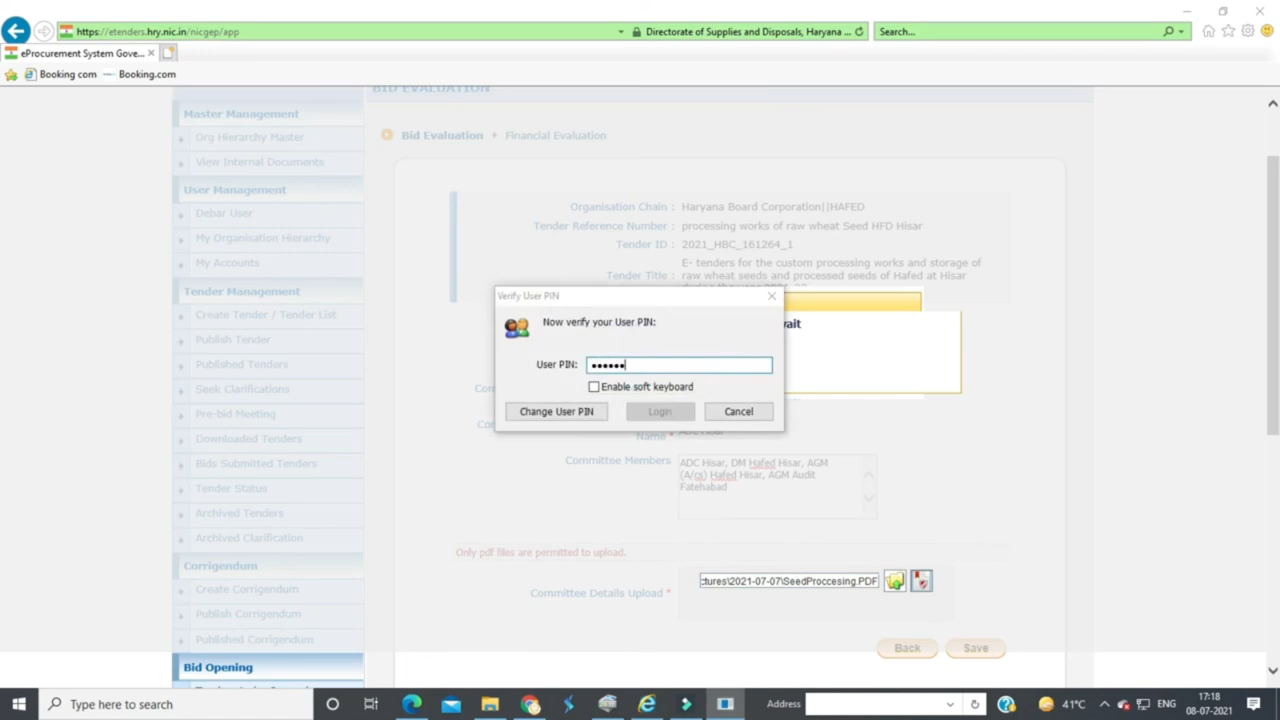 https://etenders.hry.nic.in/nicgep/app
Directorate of Supplies and Disposals, Haryana ...
Search...
eProcurement System Gove...
Booking com
Booking.com
BID EVALUATION
Master Management
Org Hierarchy Master
View Internal Documents
User Management
Debar User
My Organisation Hierarchy
My Accounts
Tender Management
Create Tender / Tender List
Publish Tender
Published Tenders
Seek Clarifications
Pre-bid Meeting
Downloaded Tenders
Bids Submitted Tenders
Tender Status
Archived Tenders
Archived Clarification
Corrigendum
Create Corrigendum
Publish Corrigendum
Published Corrigendum
Bid Opening
Bid Evaluation + Financial Evaluation
Organisation Chain : Haryana Board Corporation||HAFED
Tender Reference Number : processing works of raw wheat Seed HFD Hisar
Tender ID : 2021_HBC_161264_1
E- tenders for the custom processing works and storage of
Tender Title : raw wheat seeds and processed seeds of Hafed at Hisar
Verify User PIN
Now verify your User PIN:
ait
User PIN: ••••••
Enable soft keyboard
Change User PIN
Login
Cancel
Com
Co
Name *
Committee Members
ADC Hisar, DM Hafed Hisar, AGM
(A/cs) Hafed Hisar, AGM Audit
Fatehabad
Only pdf files are permitted to upload.
Committee Details Upload *
:tures\2021-07-07\SeedProccesing.PDF
Back
Save
Type here to search
Address
41°C
ENG
17:18
08-07-2021